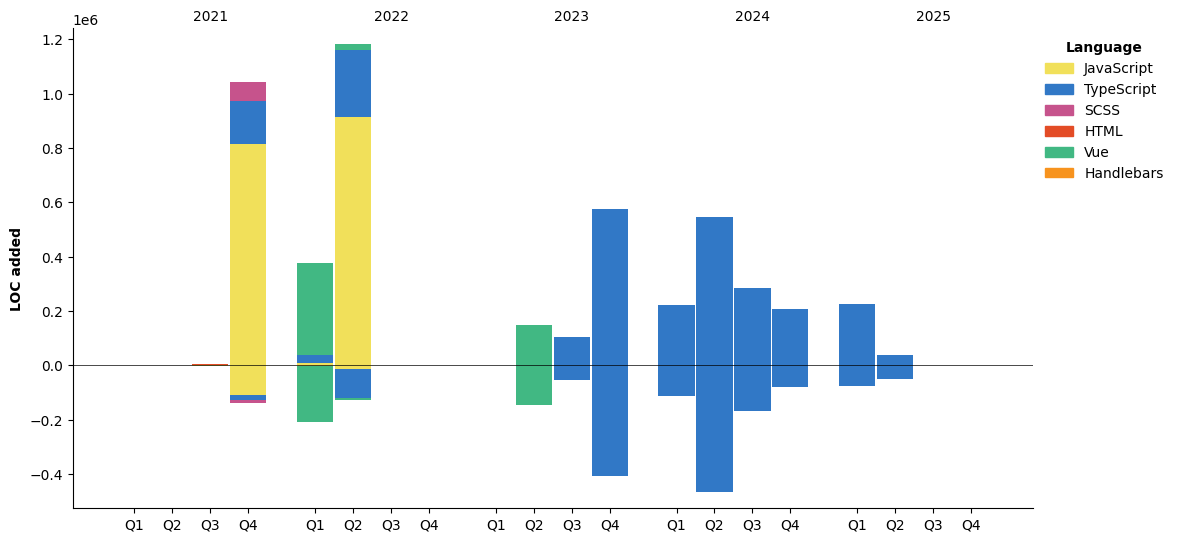 1e6
2021 2022 2023 2024 2025
Language
JavaScript
TypeScript
SCSS
HTML
Vue
Handlebars
LOC added
1.2
1.0
0.8
0.6
0.4
0.2
0.0
−0.2
−0.4
Q1 Q2 Q3 Q4 Q1 Q2 Q3 Q4 Q1 Q2 Q3 Q4 Q1 Q2 Q3 Q4 Q1 Q2 Q3 Q4